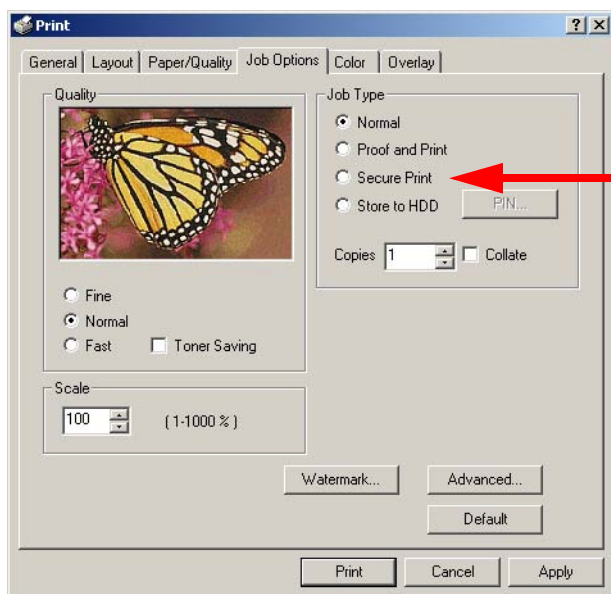 Print
General Layout Paper/Quality Job Options Color Overlay
Quality
Fine
Normal
Fast
Toner Saving
Scale
100 (1-1000 %)
Job Type
Normal
Proof and Print
Secure Print
Store to HDD PIN...
Copies 1 Collate
Watermark... Advanced...
Default
Print Cancel Apply